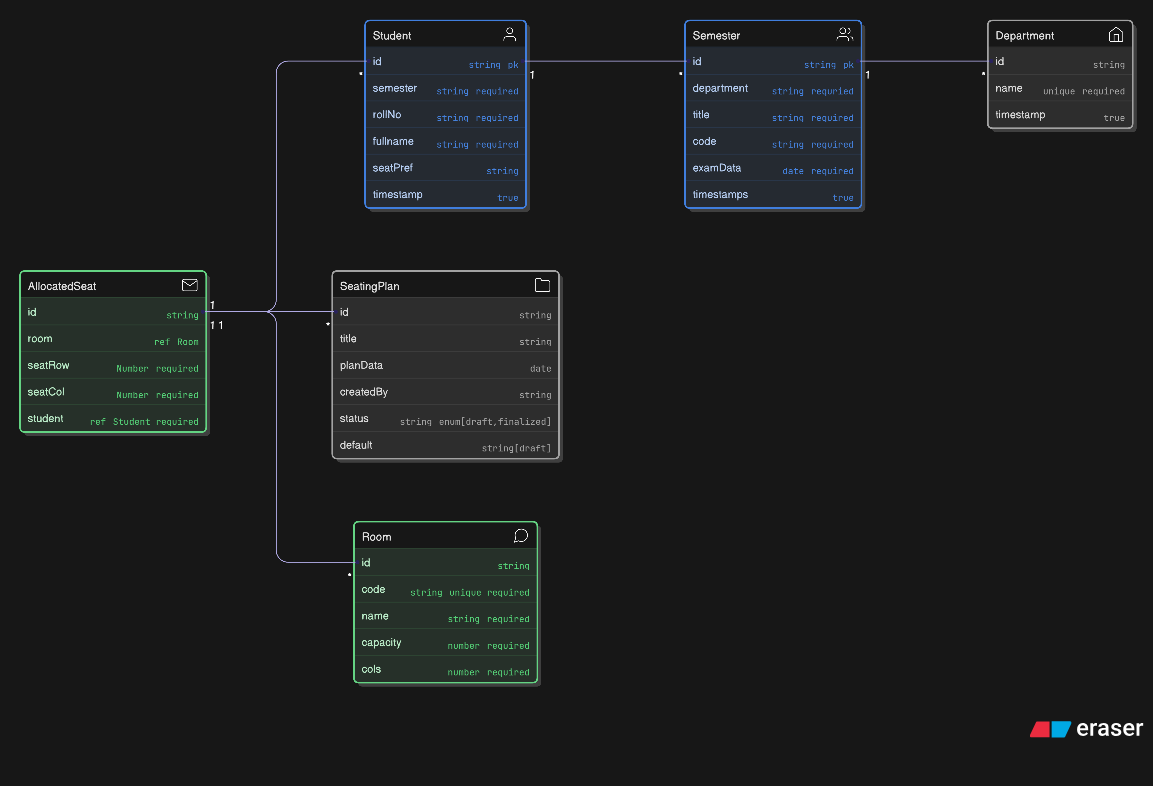 Student
id string pk
semester string required
rollNo string required
fullname string required
seatPref string
timestamp true
1
*
Semester
id string pk
department string requried
title string required
code string required
examData date required
timestamps true
1
*
Department
id string
name unique required
timestamp true
*
AllocatedSeat
id string
room ref Room
seatRow Number required
seatCol Number required
student ref Student required
1
1 1
SeatingPlan
id string
title string
planData date
createdBy string
status string enum[draft,finalized]
default string[draft]
*
Room
id string
code string unique required
name string required
capacity number required
cols number required
*
eraser